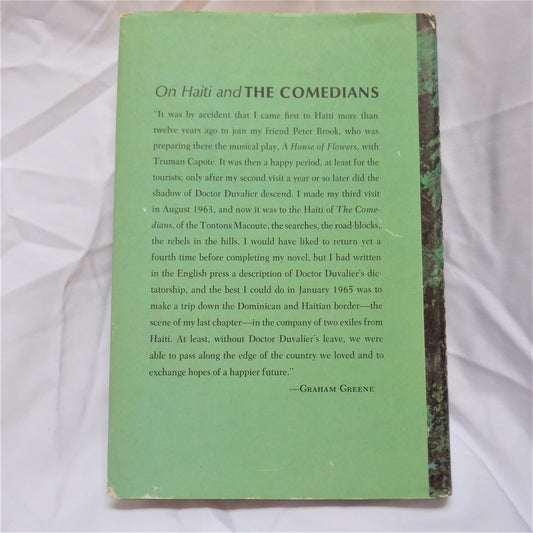 On Haiti and THE COMEDIANS
"It was by accident that I came first to Haiti more than
twelve years ago to join my friend Peter Brook, who was
preparing there the musical play, A House of Flowers, with
Truman Capote. It was then a happy period, at least for the
tourists; only after my second visit a year or so later did the
shadow of Doctor Duvalier descend. I made my third visit
in August 1963, and now it was to the Haiti of The Come-
dians, of the Tontons Macoute, the searches, the road-blocks,
the rebels in the hills. I would have liked to return yet a
fourth time before completing my novel, but I had written
in the English press a description of Doctor Duvalier's dic-
tatorship, and the best I could do in January 1965 was to
make a trip down the Dominican and Haitian border—the
scene of my last chapter—in the company of two exiles from
Haiti. At least, without Doctor Duvalier's leave, we were
able to pass along the edge of the country we loved and to
exchange hopes of a happier future."
—GRAHAM GREENE